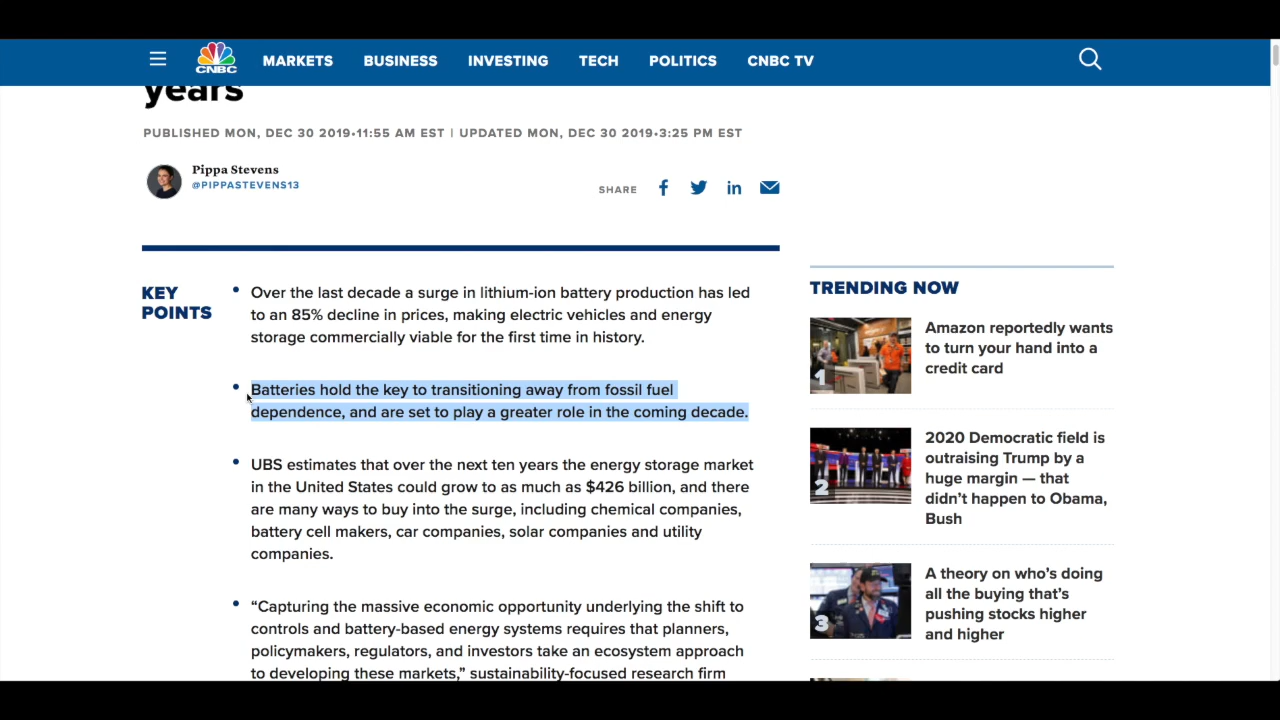 CNBC
MARKETS
BUSINESS
INVESTING
TECH
POLITICS
CNBC TV
years
PUBLISHED MON, DEC 30 2019•11:55 AM EST | UPDATED MON, DEC 30 2019•3:25 PM EST
Pippa Stevens
@PIPPASTEVENS13
SHARE
KEY
POINTS
• Over the last decade a surge in lithium-ion battery production has led
to an 85% decline in prices, making electric vehicles and energy
storage commercially viable for the first time in history.
• Batteries hold the key to transitioning away from fossil fuel
dependence, and are set to play a greater role in the coming decade.
• UBS estimates that over the next ten years the energy storage market
in the United States could grow to as much as $426 billion, and there
are many ways to buy into the surge, including chemical companies,
battery cell makers, car companies, solar companies and utility
companies.
• “Capturing the massive economic opportunity underlying the shift to
controls and battery-based energy systems requires that planners,
policymakers, regulators, and investors take an ecosystem approach
to developing these markets,” sustainability-focused research firm
TRENDING NOW
1
Amazon reportedly wants
to turn your hand into a
credit card
2
2020 Democratic field is
outraising Trump by a
huge margin — that
didn’t happen to Obama,
Bush
3
A theory on who’s doing
all the buying that’s
pushing stocks higher
and higher